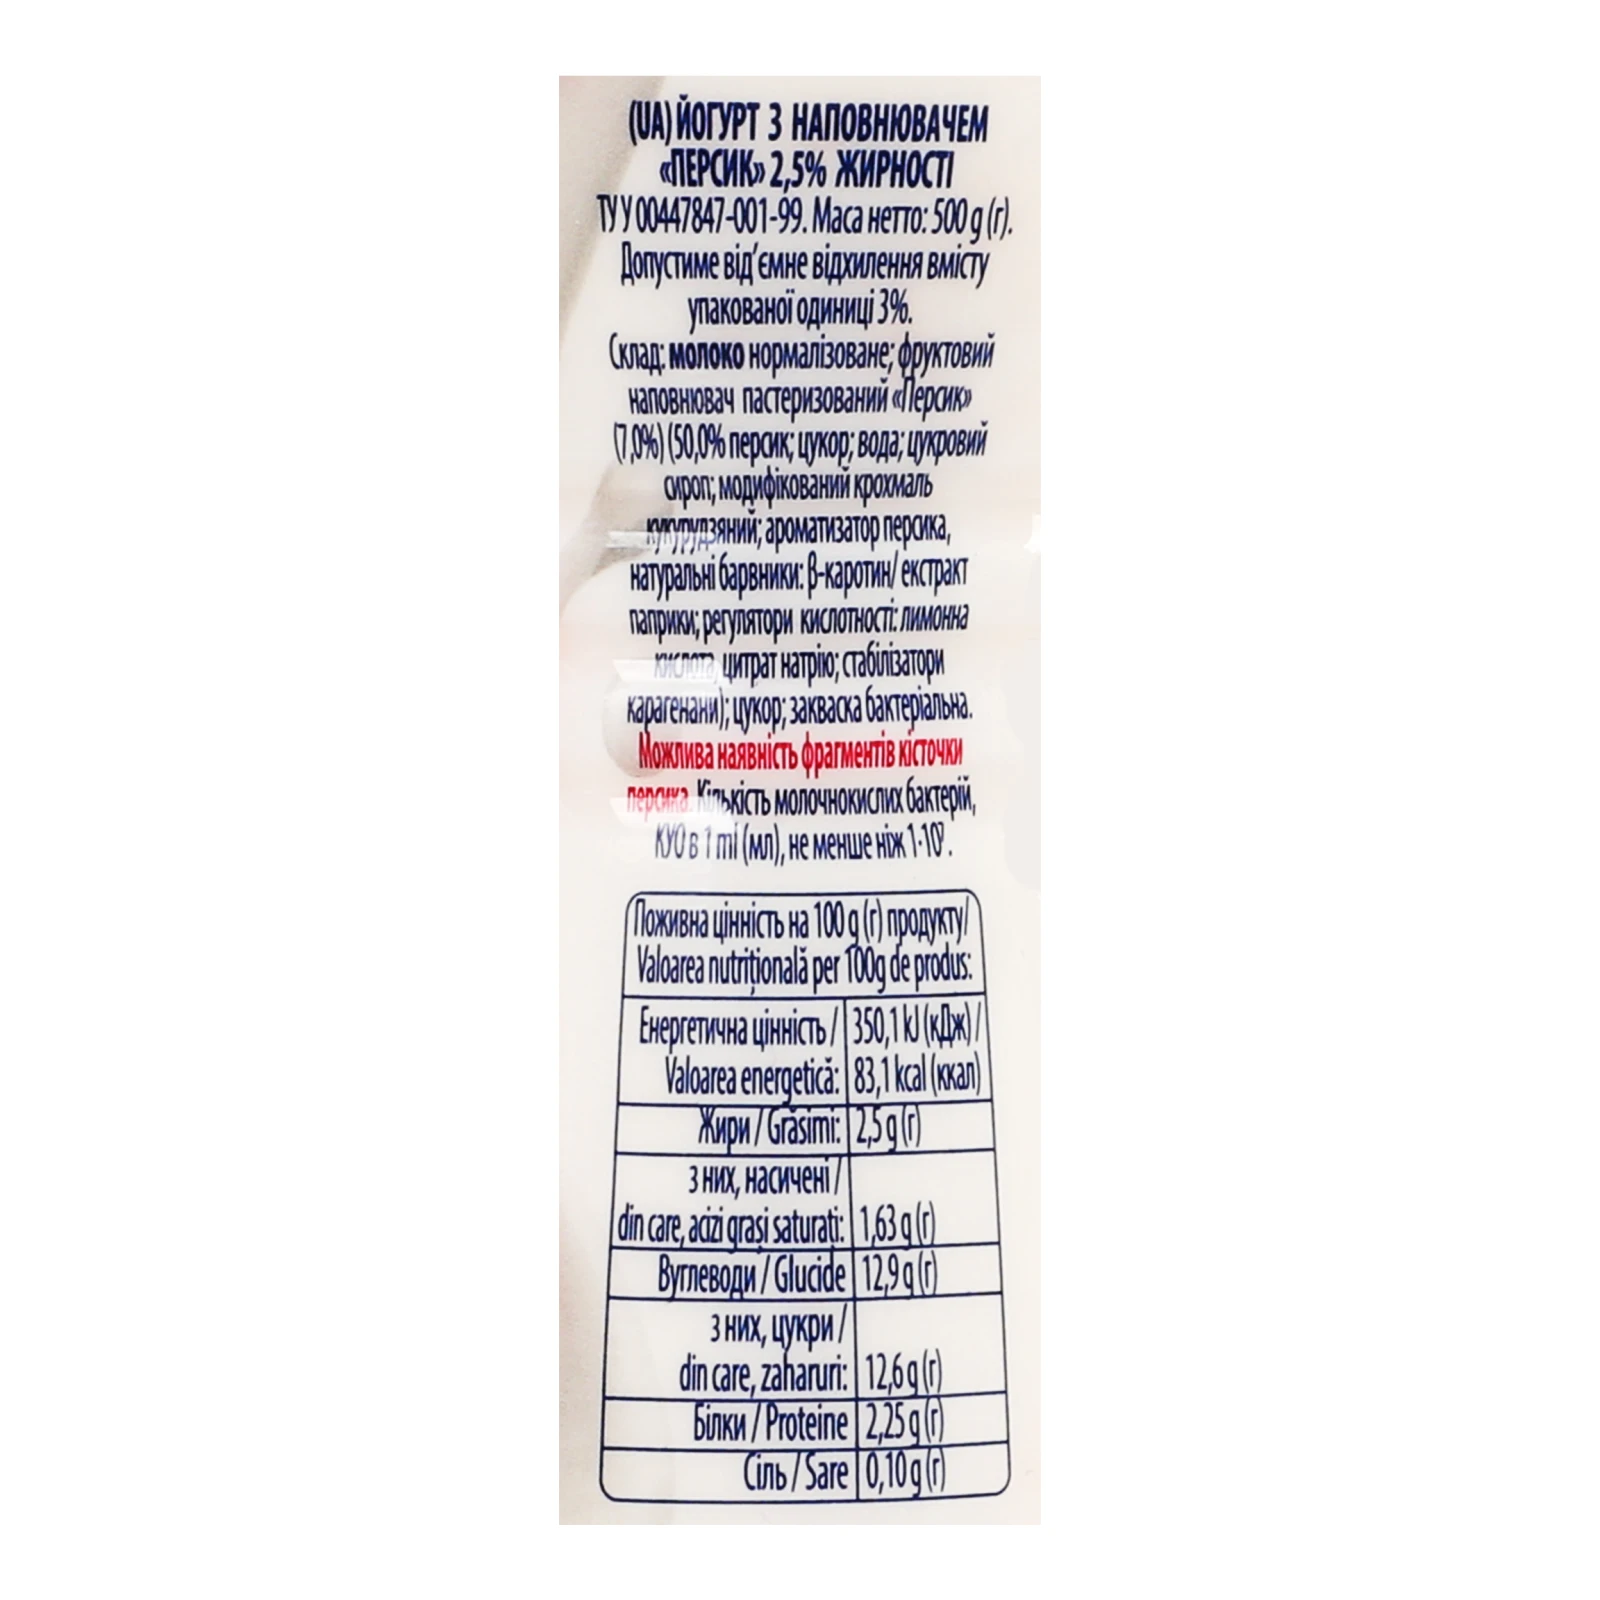 (UA) ЙОГУРТ З НАПОВНЮВАЧЕМ
«ПЕРСИК» 2,5% ЖИРНОСТІ
ТУ У 00447847-001-99. Маса нетто: 500 g (г).
Допустиме від’ємне відхилення вмісту
упакованої одиниці 3%.
Склад: молоко нормалізоване; фруктовий
наповнювач пастеризований «Персик»
(7,0%) (50,0% персик; цукор; вода; цукровий
сироп; модифікований крохмаль
кукурудзяний; ароматизатор персика,
натуральні барвники: β-каротин/ екстракт
паприки; регулятори кислотності: лимонна
кислота, цитрат натрію; стабілізатори
карагенани); цукор; закваска бактеріальна.
Можлива наявність фрагментів кісточки
персика. Кількість молочнокислих бактерій,
КУО в 1 ml (мл), не менше ніж 1·10⁷.
Поживна цінність на 100 g (г) продукту/
Valoarea nutrițională per 100g de produs:
Енергетична цінність / 350,1 kJ (кДж) /
Valoarea energetică: 83,1 kcal (ккал)
Жири / Grăsimi: 2,5 g (г)
з них, насичені /
din care, acizi grași saturați: 1,63 g (г)
Вуглеводи / Glucide 12,9 g (г)
з них, цукри /
din care, zaharuri: 12,6 g (г)
Білки / Proteine 2,25 g (г)
Сіль / Sare 0,10 g (г)